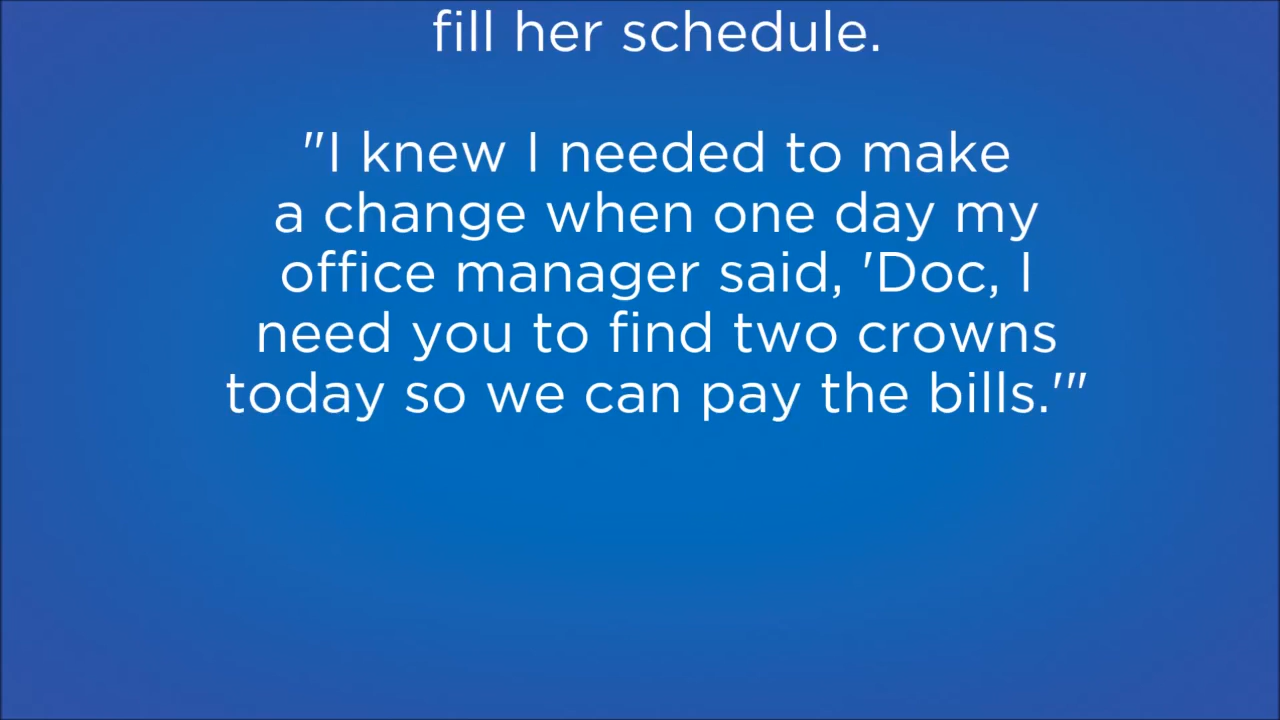 fill her schedule.
"I knew I needed to make
a change when one day my
office manager said, 'Doc, I
need you to find two crowns
today so we can pay the bills.'"